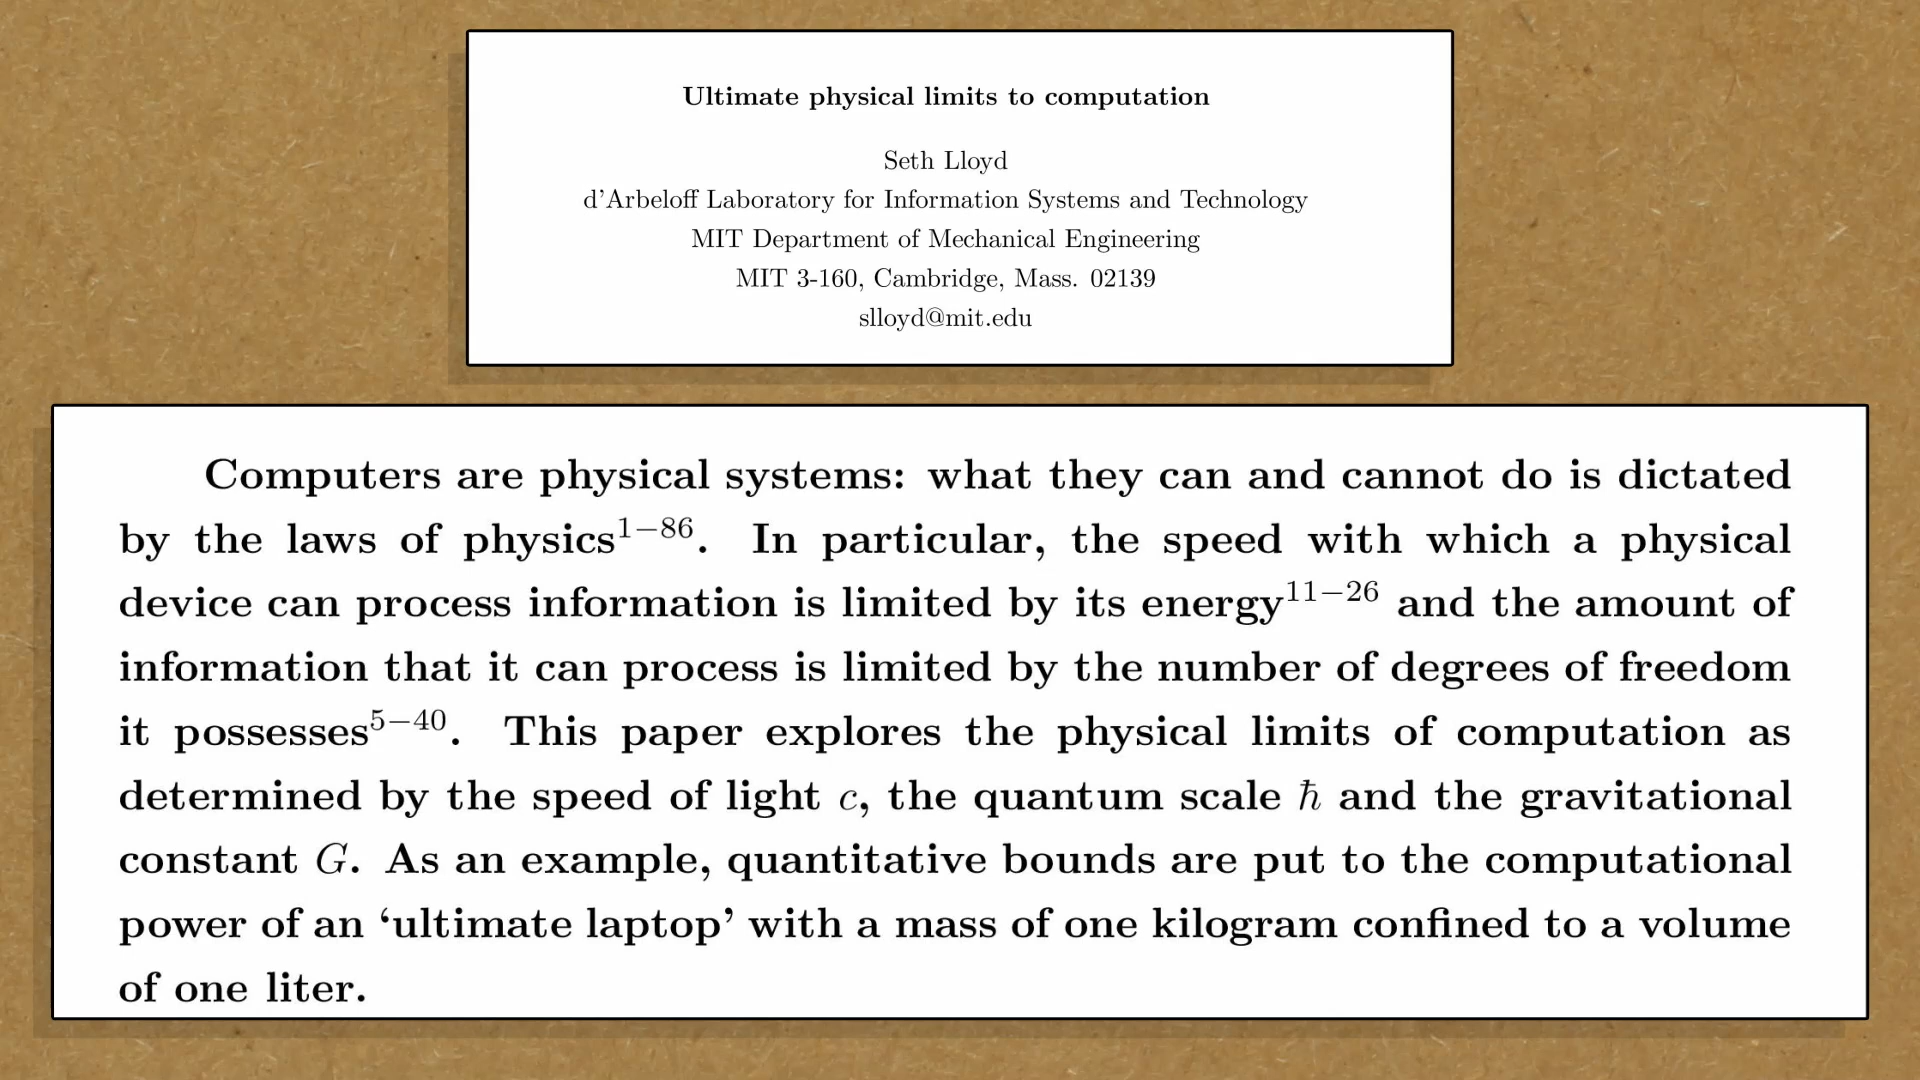 Ultimate physical limits to computation
Seth Lloyd
d'Arbeloff Laboratory for Information Systems and Technology
MIT Department of Mechanical Engineering
MIT 3-160, Cambridge, Mass. 02139
slloyd@mit.edu
Computers are physical systems: what they can and cannot do is dictated
by the laws of physics¹⁻⁸⁶. In particular, the speed with which a physical
device can process information is limited by its energy¹¹⁻²⁶ and the amount of
information that it can process is limited by the number of degrees of freedom
it possesses⁵⁻⁴⁰. This paper explores the physical limits of computation as
determined by the speed of light c, the quantum scale ℏ and the gravitational
constant G. As an example, quantitative bounds are put to the computational
power of an ‘ultimate laptop’ with a mass of one kilogram confined to a volume
of one liter.